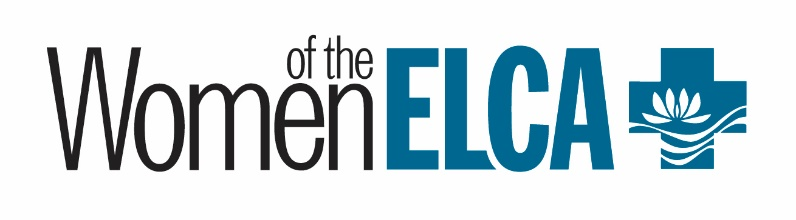 Women of the ELCA